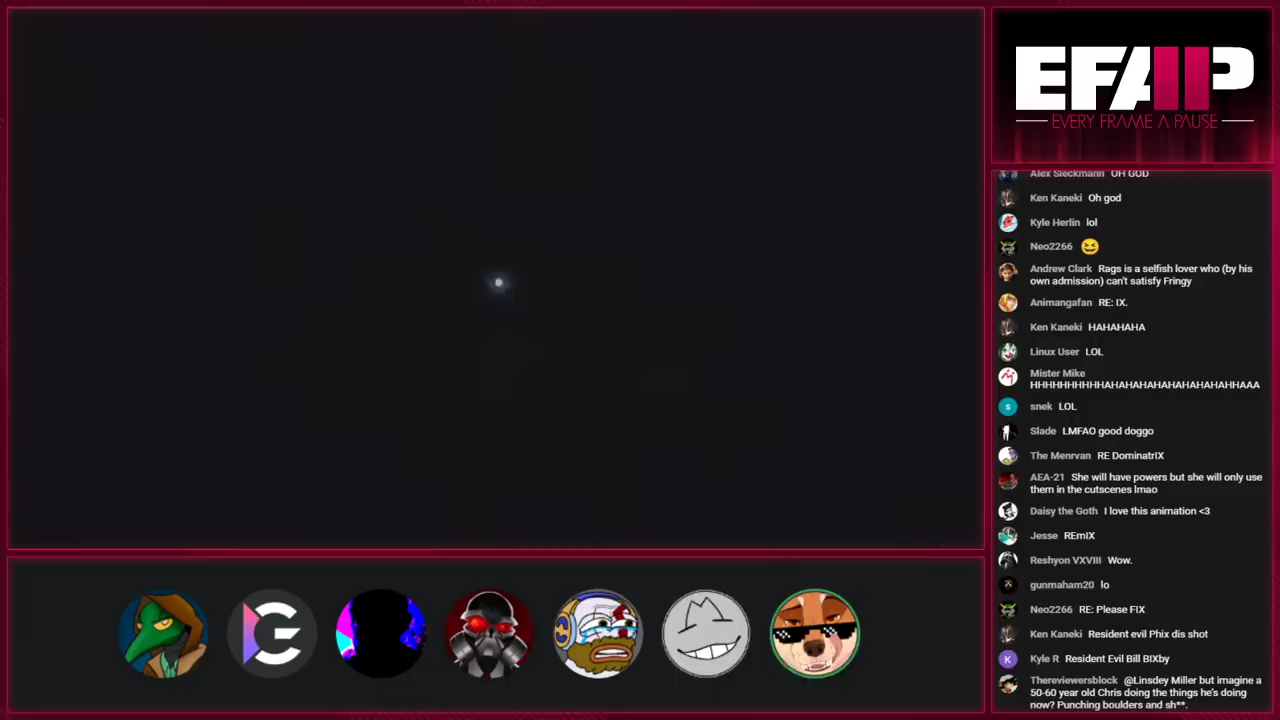 EFAP
EVERY FRAME A PAUSE
Alex Sieckmann OH GOD
Ken Kaneki Oh god
Kyle Herlin lol
Neo2266 😆
Andrew Clark Rags is a selfish lover who (by his
own admission) can't satisfy Fringy
Animangafan RE: IX.
Ken Kaneki HAHAHAHA
Linux User LOL
Mister Mike
HHHHHHHHHHAHAHAHAHAHAHAHAHHAAA
S snek LOL
Slade LMFAO good doggo
The Menrvan RE DominatrIX
AEA-21 She will have powers but she will only use
them in the cutscenes lmao
Daisy the Goth I love this animation <3
Jesse REmIX
Reshyon VXVIII Wow.
gunmaham20 lo
Neo2266 RE: Please FIX
Ken Kaneki Resident evil Phix dis shot
K Kyle R Resident Evil Bill BIXby
Thereviewersblock @Linsdey Miller but imagine a
50-60 year old Chris doing the things he's doing
now? Punching boulders and sh**.